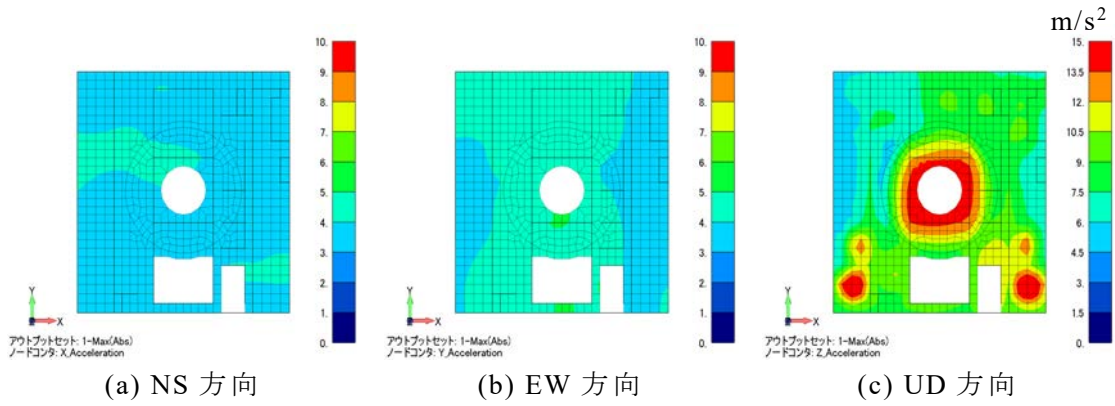 m/s²
10.
9.
8.
7.
6.
5.
4.
3.
2.
1.
0.
Y
Z
X
アウトプットセット: 1-Max(Abs)
ノードコンタ: X_Acceleration
(a) NS 方向
10.
9.
8.
7.
6.
5.
4.
3.
2.
1.
0.
Y
Z
X
アウトプットセット: 1-Max(Abs)
ノードコンタ: Y_Acceleration
(b) EW 方向
15.
13.5
12.
10.5
9.
7.5
6.
4.5
3.
1.5
0.
Y
Z
X
アウトプットセット: 1-Max(Abs)
ノードコンタ: Z_Acceleration
(c) UD 方向